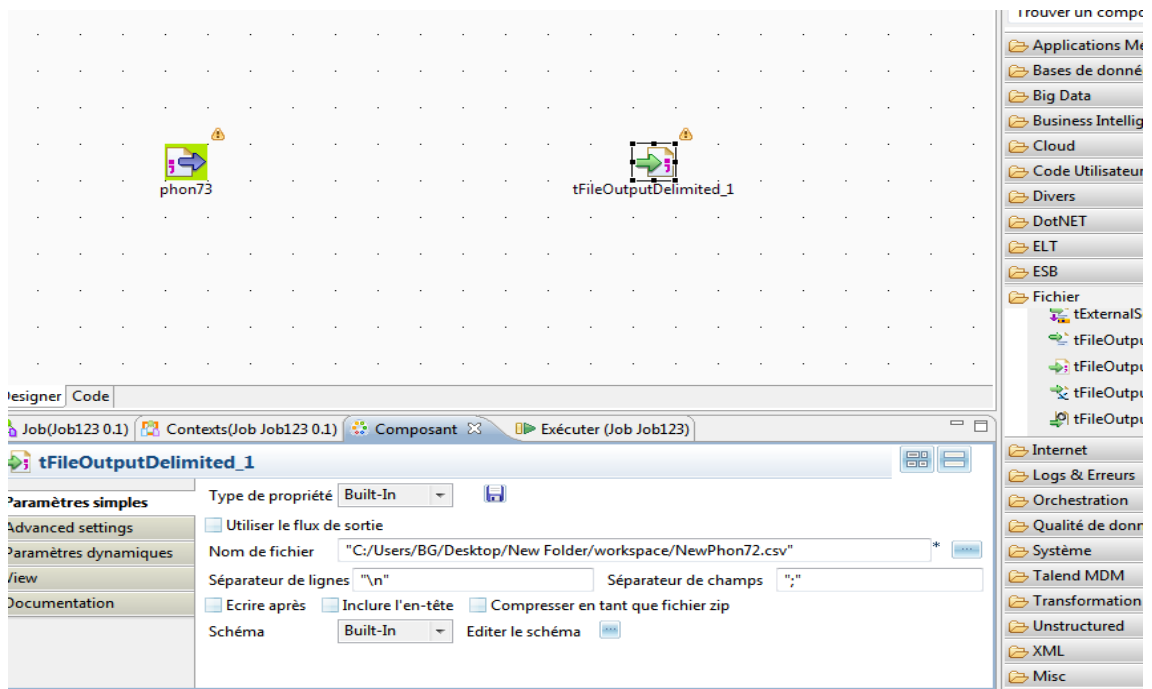 Trouver un compo
Applications Me
Bases de donné
Big Data
Business Intellig
Cloud
Code Utilisateur
Divers
DotNET
ELT
ESB
Fichier
tExternalS
tFileOutpu
tFileOutpu
tFileOutpu
tFileOutpu
Internet
Logs & Erreurs
Orchestration
Qualité de donn
Système
Talend MDM
Transformation
Unstructured
XML
Misc
phon73
tFileOutputDelimited_1
Designer Code
Job(Job123 0.1) Contexts(Job Job123 0.1) Composant Exécuter (Job Job123)
tFileOutputDelimited_1
Paramètres simples
Advanced settings
Paramètres dynamiques
View
Documentation
Type de propriété Built-In
Utiliser le flux de sortie
Nom de fichier "C:/Users/BG/Desktop/New Folder/workspace/NewPhon72.csv" *
Séparateur de lignes "\n" Séparateur de champs ";"
Ecrire après Inclure l'en-tête Compresser en tant que fichier zip
Schéma Built-In Editer le schéma